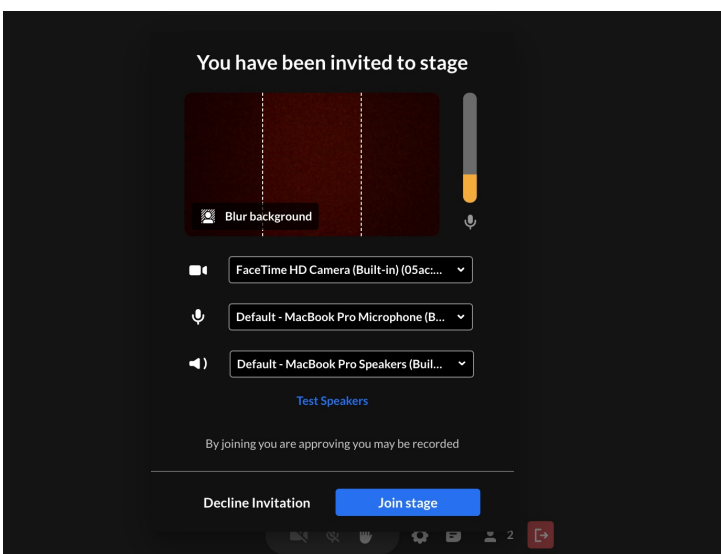 You have been invited to stage
Blur background
FaceTime HD Camera (Built-in) (05ac:...
Default - MacBook Pro Microphone (B...
Default - MacBook Pro Speakers (Buil...
Test Speakers
By joining you are approving you may be recorded
Decline Invitation Join stage
2